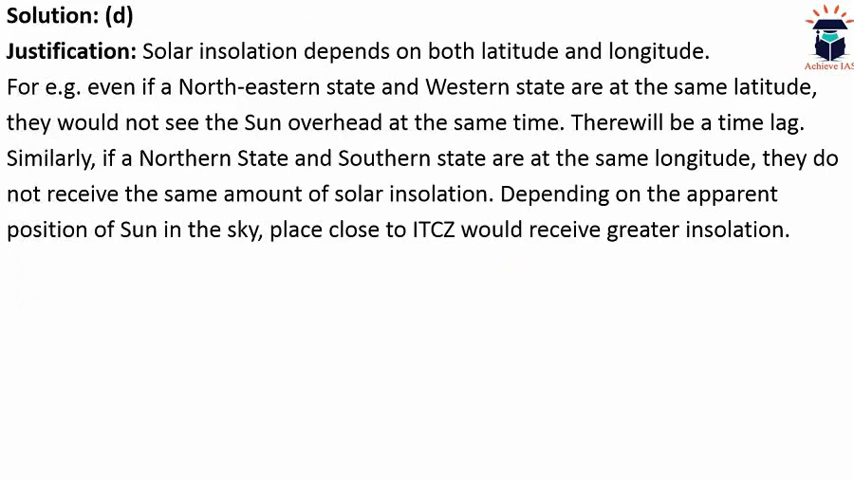 Solution: (d)
Justification: Solar insolation depends on both latitude and longitude.
For e.g. even if a North-eastern state and Western state are at the same latitude,
they would not see the Sun overhead at the same time. Therewill be a time lag.
Similarly, if a Northern State and Southern state are at the same longitude, they do
not receive the same amount of solar insolation. Depending on the apparent
position of Sun in the sky, place close to ITCZ would receive greater insolation.
Achieve IAS